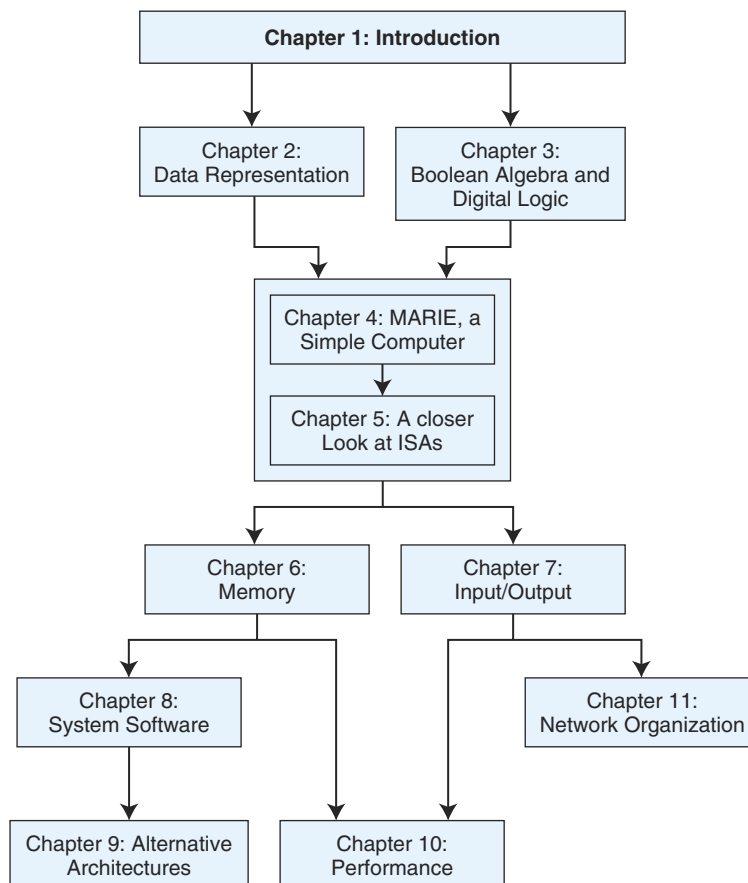 Chapter 1: Introduction
Chapter 2:
Data Representation
Chapter 3:
Boolean Algebra and
Digital Logic
Chapter 4: MARIE, a
Simple Computer
Chapter 5: A closer
Look at ISAs
Chapter 6:
Memory
Chapter 7:
Input/Output
Chapter 8:
System Software
Chapter 11:
Network Organization
Chapter 9: Alternative
Architectures
Chapter 10:
Performance